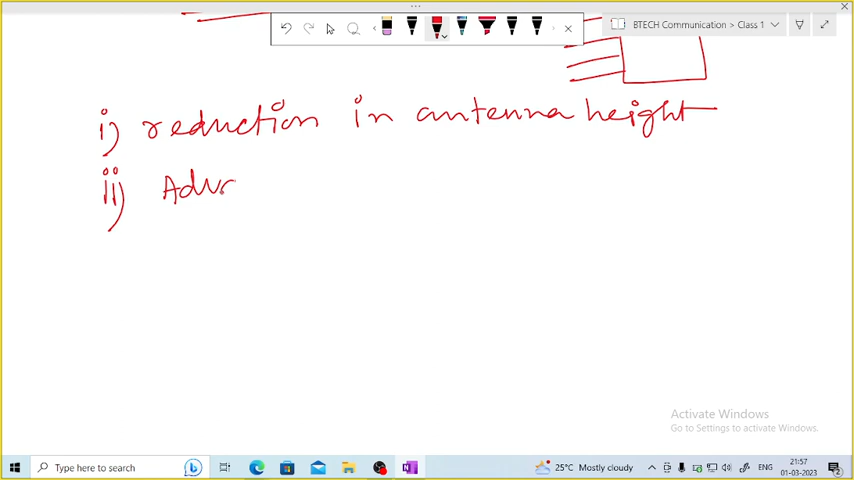 BTECH Communication > Class 1
i) reduction in antenna height
ii) Adv
Activate Windows
Go to Settings to activate Windows.
Type here to search
25°C Mostly cloudy
ENG
21:57
01-03-2023
2